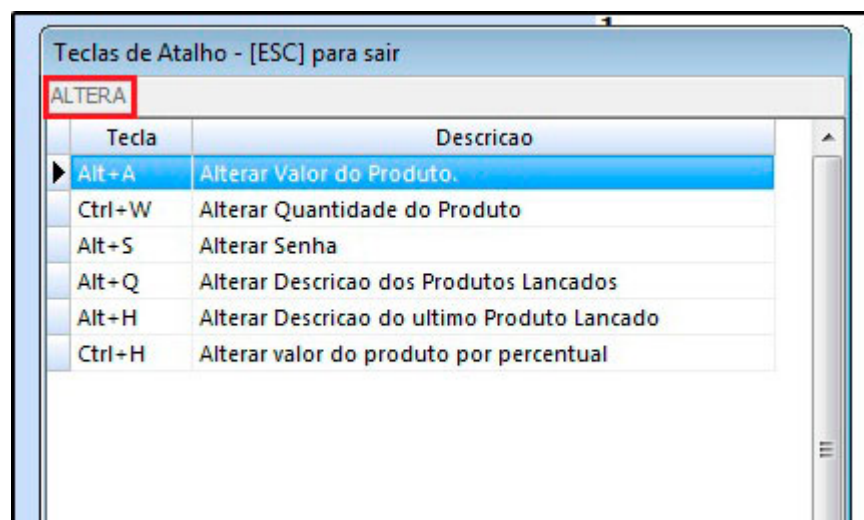 Teclas de Atalho - [ESC] para sair
ALTERA
Tecla Descricao
Alt+A Alterar Valor do Produto.
Ctrl+W Alterar Quantidade do Produto
Alt+S Alterar Senha
Alt+Q Alterar Descricao dos Produtos Lancados
Alt+H Alterar Descricao do ultimo Produto Lancado
Ctrl+H Alterar valor do produto por percentual